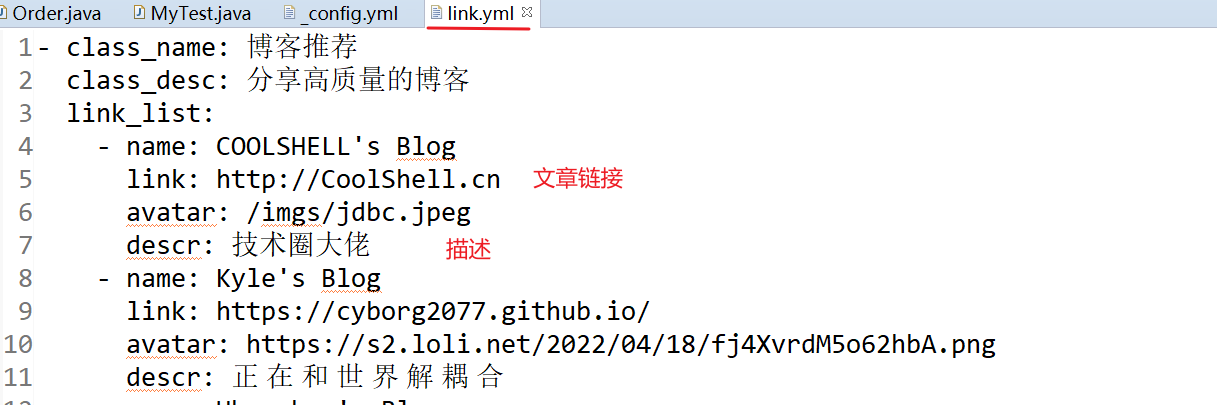 Order.java MyTest.java _config.yml link.yml
1 - class_name: 博客推荐
2 class_desc: 分享高质量的博客
3 link_list:
4 - name: COOLSHELL's Blog
5 link: http://CoolShell.cn 文章链接
6 avatar: /imgs/jdbc.jpeg
7 descr: 技术圈大佬 描述
8 - name: Kyle's Blog
9 link: https://cyborg2077.github.io/
10 avatar: https://s2.loli.net/2022/04/18/fj4XvrdM5o62hbA.png
11 descr: 正 在 和 世 界 解 耦 合